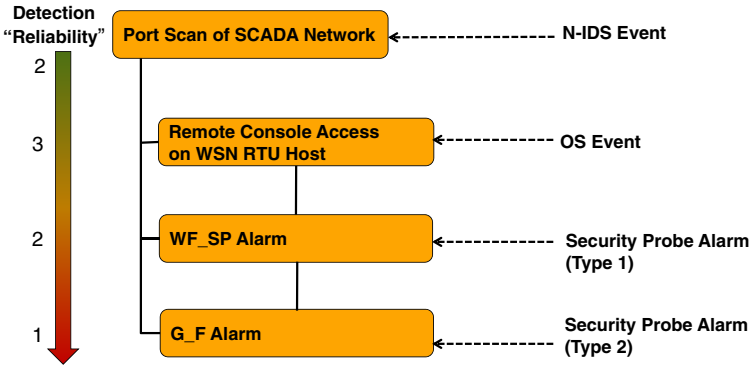 Detection
“Reliability”
Port Scan of SCADA Network
N-IDS Event
2
Remote Console Access
on WSN RTU Host
OS Event
3
WF_SP Alarm
2
Security Probe Alarm
(Type 1)
G_F Alarm
1
Security Probe Alarm
(Type 2)